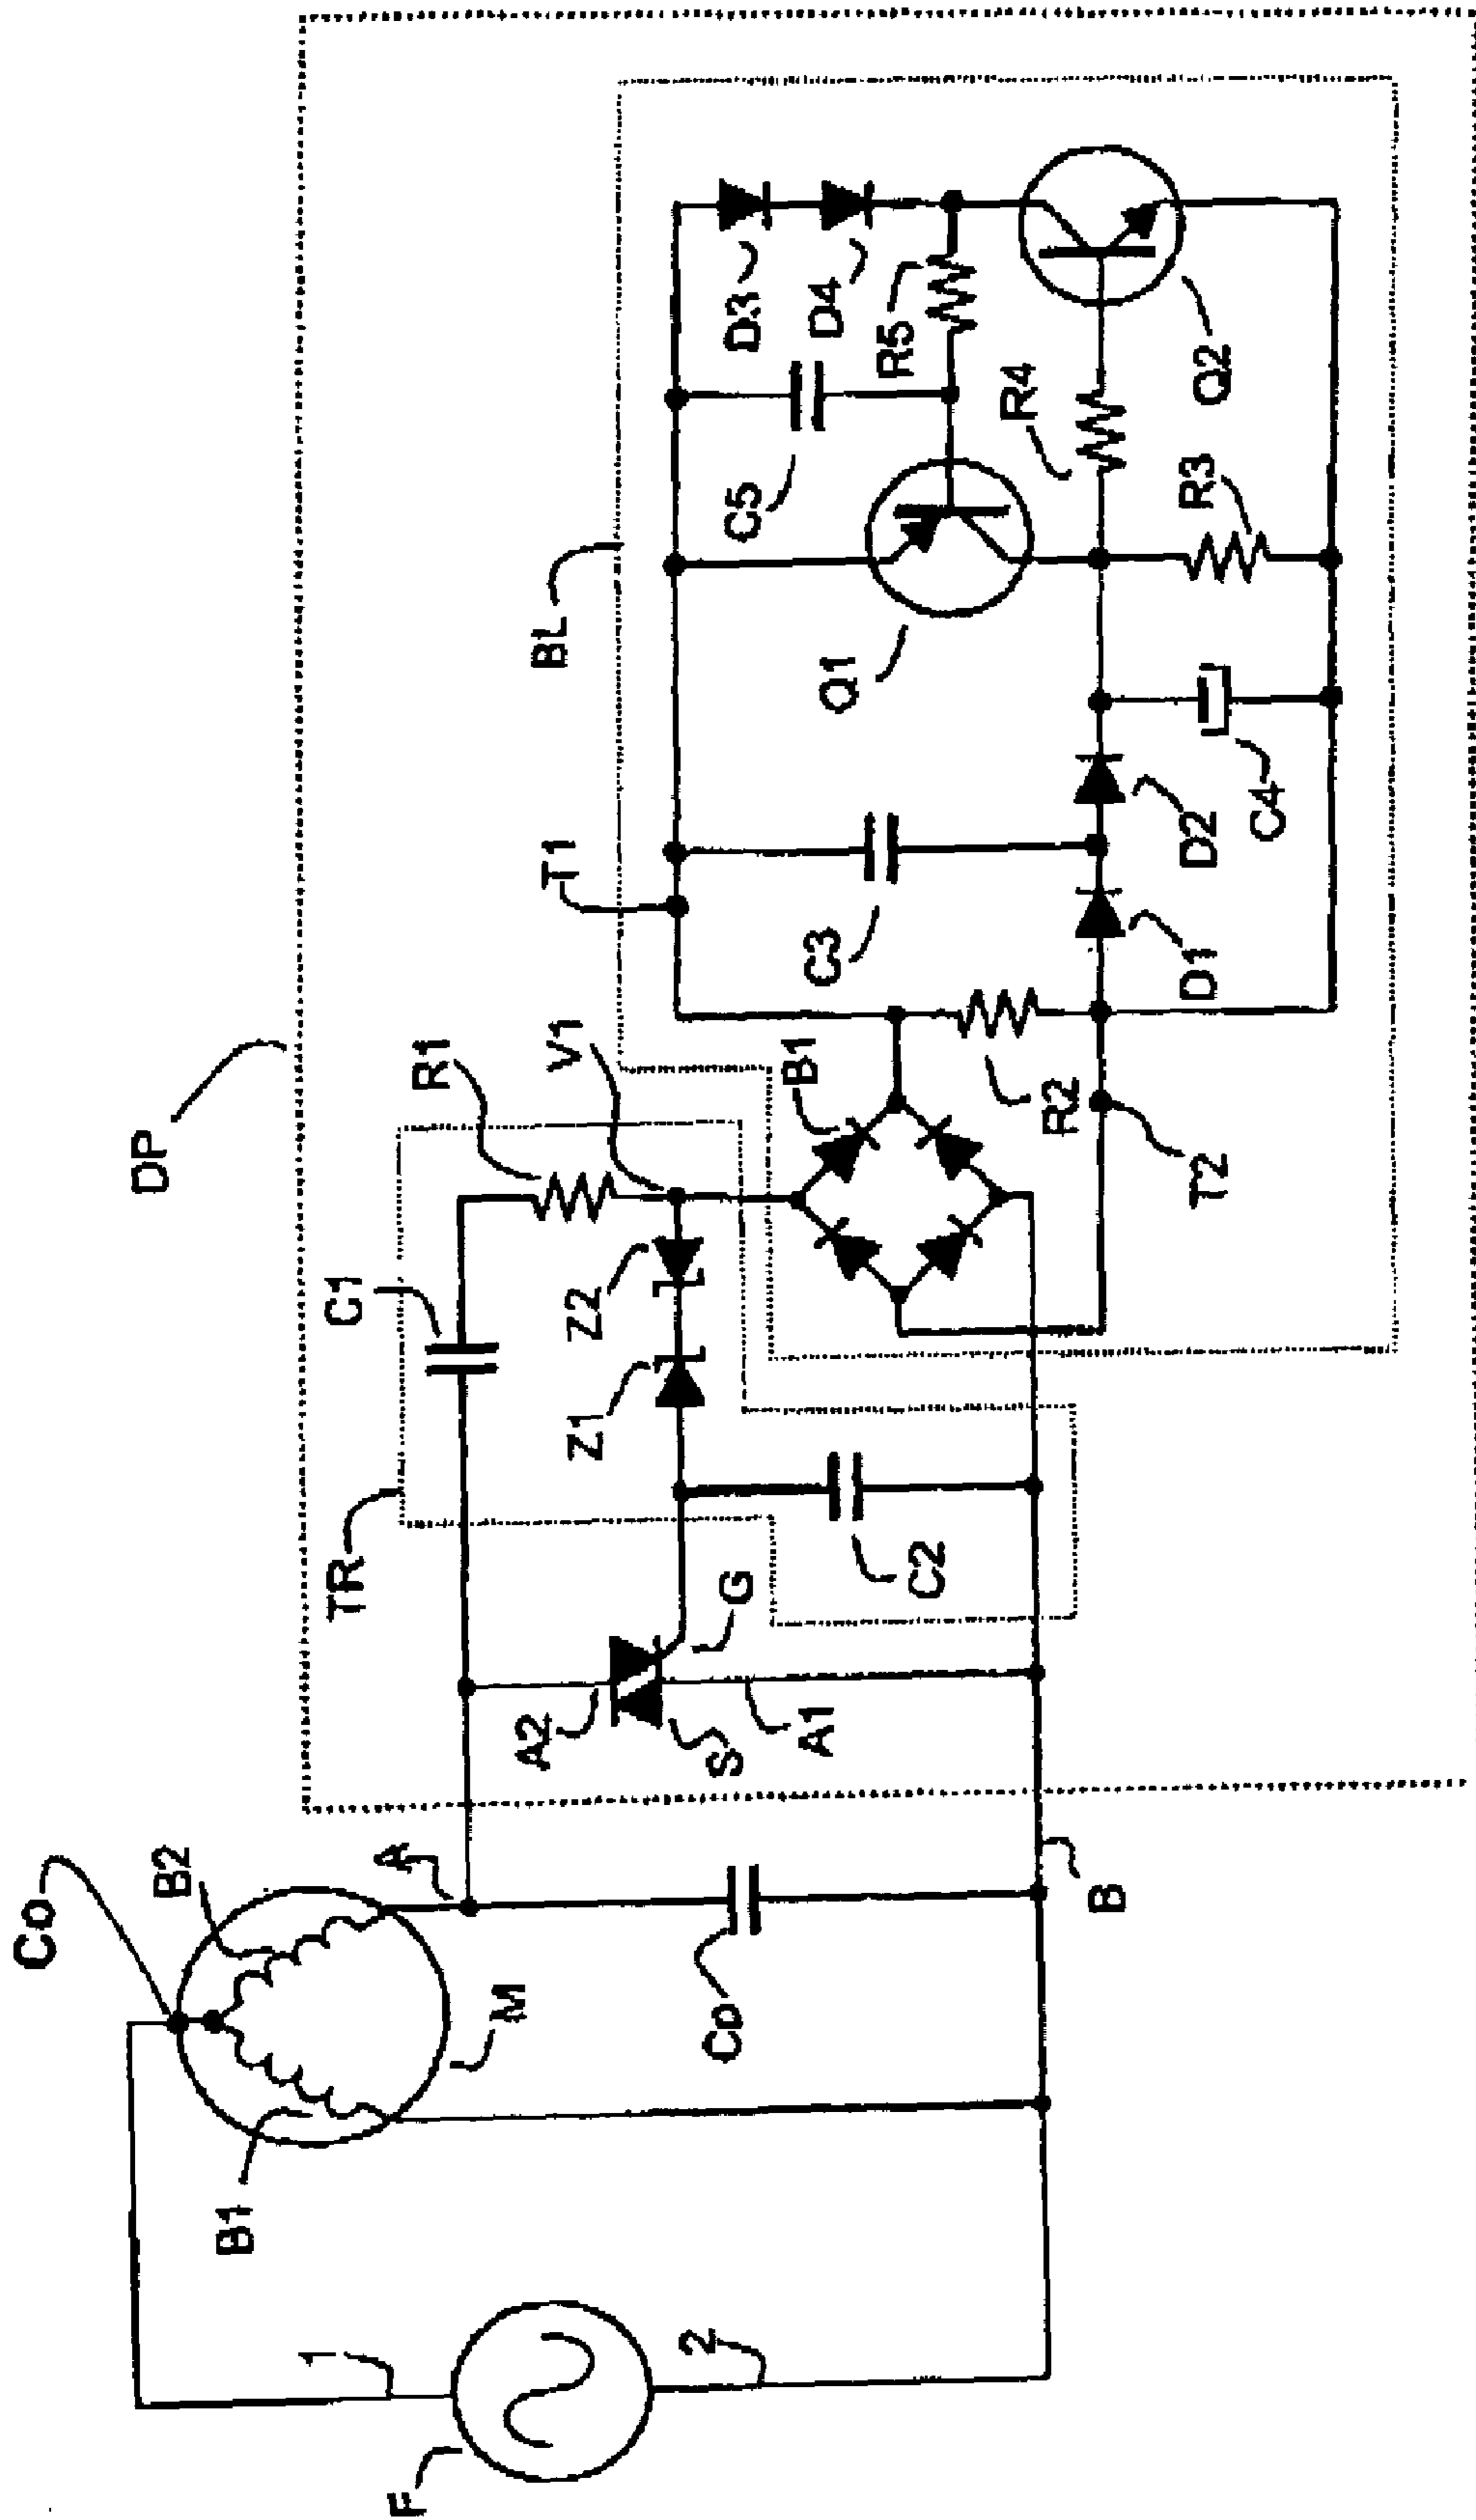 DP
BL
T1
TR
C1
R1
V1
D3
D4
R5
C5
R4
Q1
Q2
R3
C3
D2
C4
D1
B1
R2
T2
Z2
Z1
C2
G
A2
S
A1
Co
B2
A
B
M
CD
B1
1
2
F